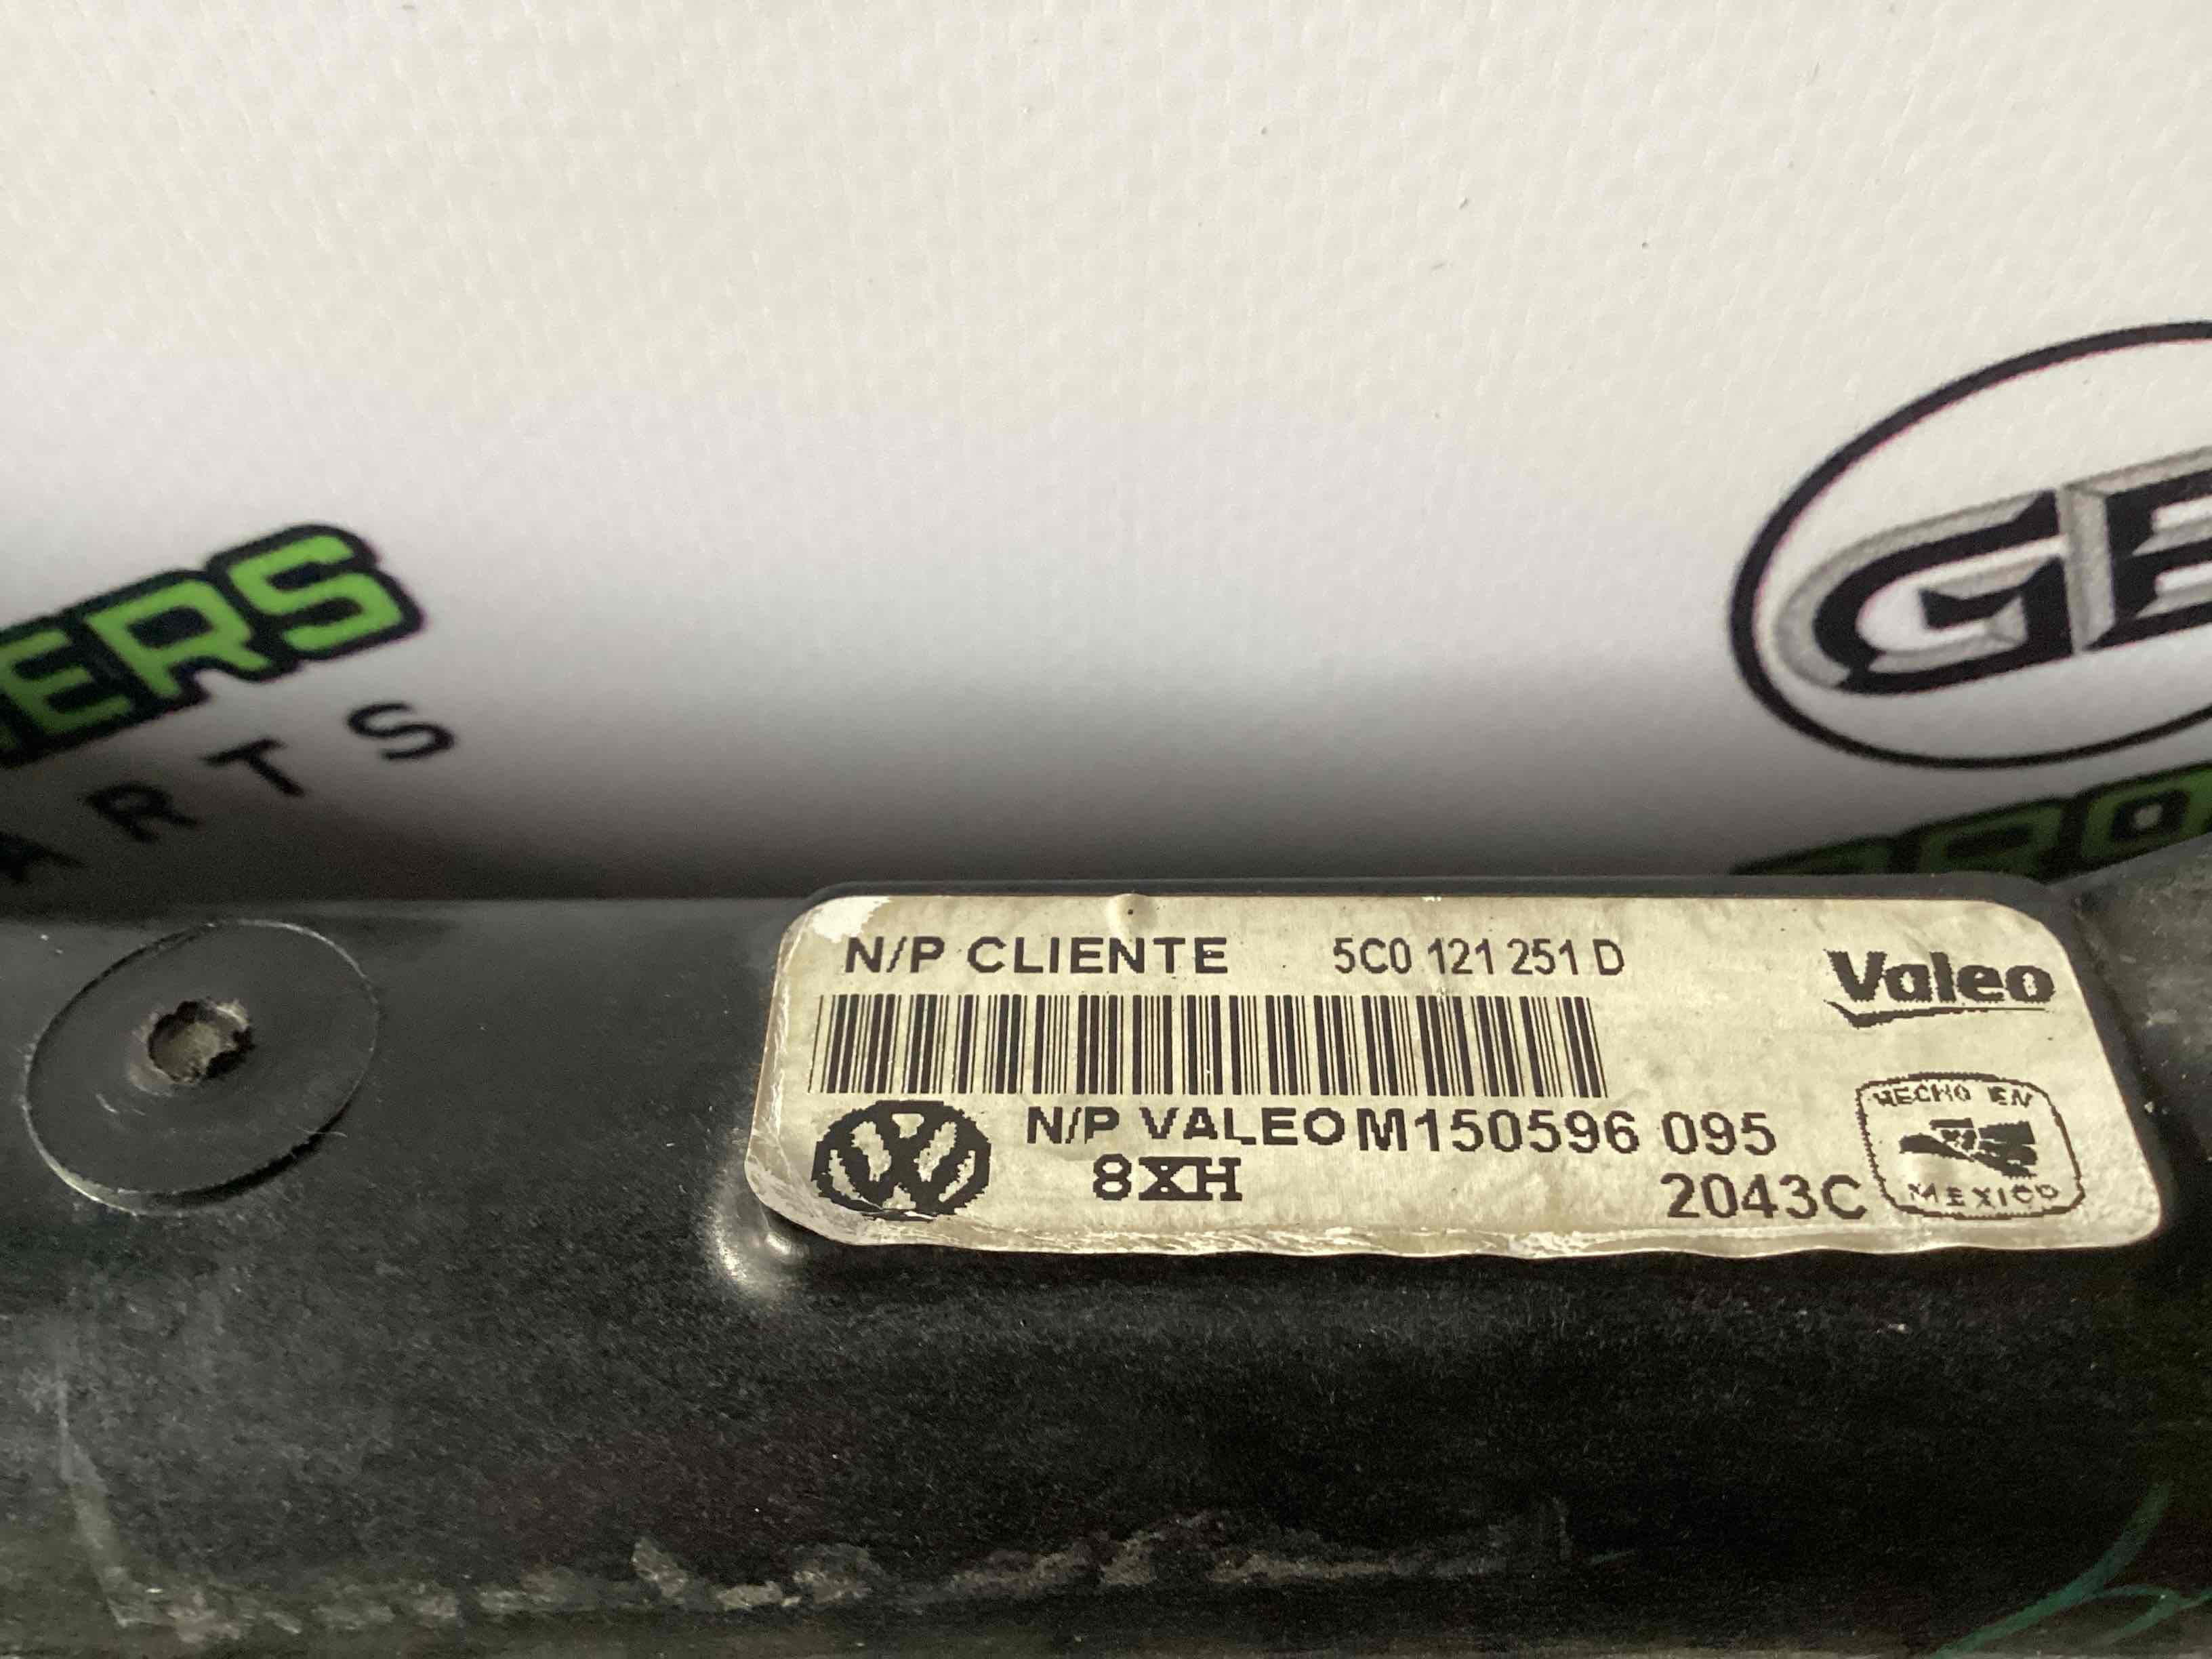 ERS
ARTS
GE
N/P CLIENTE 5C0 121 251 D
Valeo
N/P VALEO M150596 095
8XH
2043C
HECHO EN
MEXICO